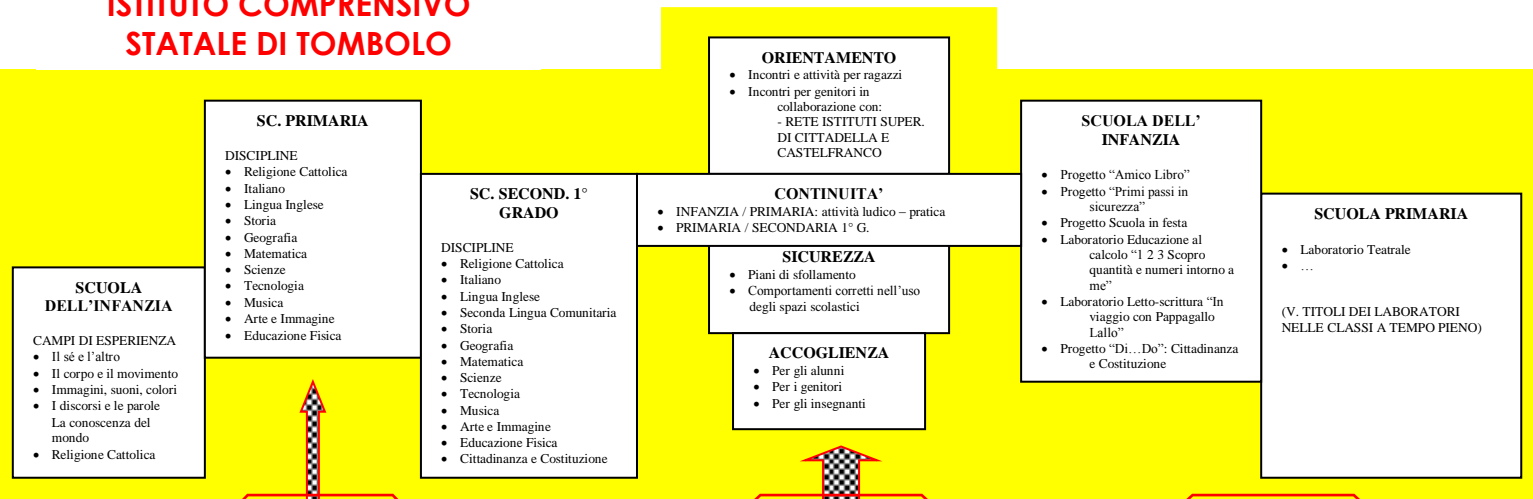 ISTITUTO COMPRENSIVO
STATALE DI TOMBOLO
SCUOLA
DELL’INFANZIA
CAMPI DI ESPERIENZA
• Il sé e l’altro
• Il corpo e il movimento
• Immagini, suoni, colori
• I discorsi e le parole
La conoscenza del
mondo
• Religione Cattolica
SC. PRIMARIA
DISCIPLINE
• Religione Cattolica
• Italiano
• Lingua Inglese
• Storia
• Geografia
• Matematica
• Scienze
• Tecnologia
• Musica
• Arte e Immagine
• Educazione Fisica
SC. SECOND. 1°
GRADO
DISCIPLINE
• Religione Cattolica
• Italiano
• Lingua Inglese
• Seconda Lingua Comunitaria
• Storia
• Geografia
• Matematica
• Scienze
• Tecnologia
• Musica
• Arte e Immagine
• Educazione Fisica
• Cittadinanza e Costituzione
ORIENTAMENTO
• Incontri e attività per ragazzi
• Incontri per genitori in
collaborazione con:
- RETE ISTITUTI SUPER.
DI CITTADELLA E
CASTELFRANCO
CONTINUITA’
• INFANZIA / PRIMARIA: attività ludico – pratica
• PRIMARIA / SECONDARIA 1° G.
SICUREZZA
• Piani di sfollamento
• Comportamenti corretti nell’uso
degli spazi scolastici
ACCOGLIENZA
• Per gli alunni
• Per i genitori
• Per gli insegnanti
SCUOLA DELL’
INFANZIA
• Progetto “Amico Libro”
• Progetto “Primi passi in
sicurezza”
• Progetto Scuola in festa
• Laboratorio Educazione al
calcolo “1 2 3 Scopro
quantità e numeri intorno a
me”
• Laboratorio Letto-scrittura “In
viaggio con Pappagallo
Lallo”
• Progetto “Di…Do”: Cittadinanza
e Costituzione
SCUOLA PRIMARIA
• Laboratorio Teatrale
• …
(V. TITOLI DEI LABORATORI
NELLE CLASSI A TEMPO PIENO)